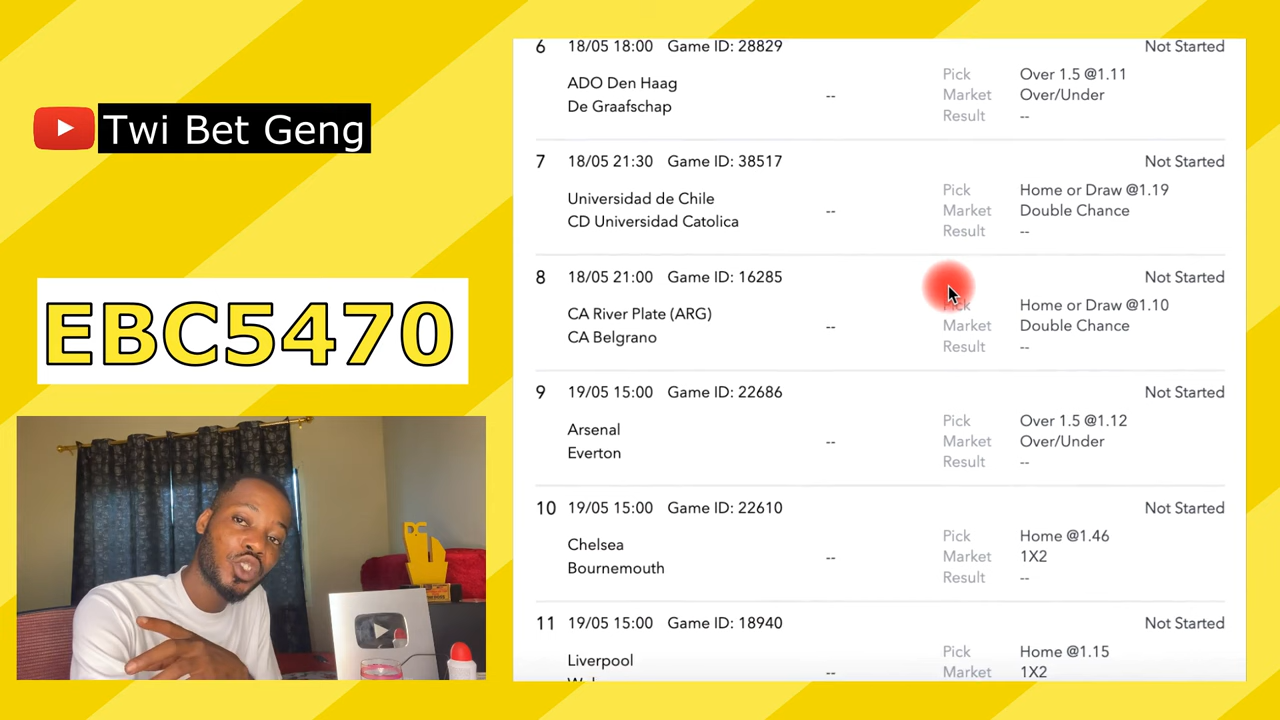 Twi Bet Geng
EBC5470
6 18/05 18:00 Game ID: 28829 Not Started
ADO Den Haag
De Graafschap
--
Pick Over 1.5 @1.11
Market Over/Under
Result --
7 18/05 21:30 Game ID: 38517 Not Started
Universidad de Chile
CD Universidad Catolica
--
Pick Home or Draw @1.19
Market Double Chance
Result --
8 18/05 21:00 Game ID: 16285 Not Started
CA River Plate (ARG)
CA Belgrano
--
Pick Home or Draw @1.10
Market Double Chance
Result --
9 19/05 15:00 Game ID: 22686 Not Started
Arsenal
Everton
--
Pick Over 1.5 @1.12
Market Over/Under
Result --
10 19/05 15:00 Game ID: 22610 Not Started
Chelsea
Bournemouth
--
Pick Home @1.46
Market 1X2
Result --
11 19/05 15:00 Game ID: 18940 Not Started
Liverpool
--
Pick Home @1.15
Market 1X2